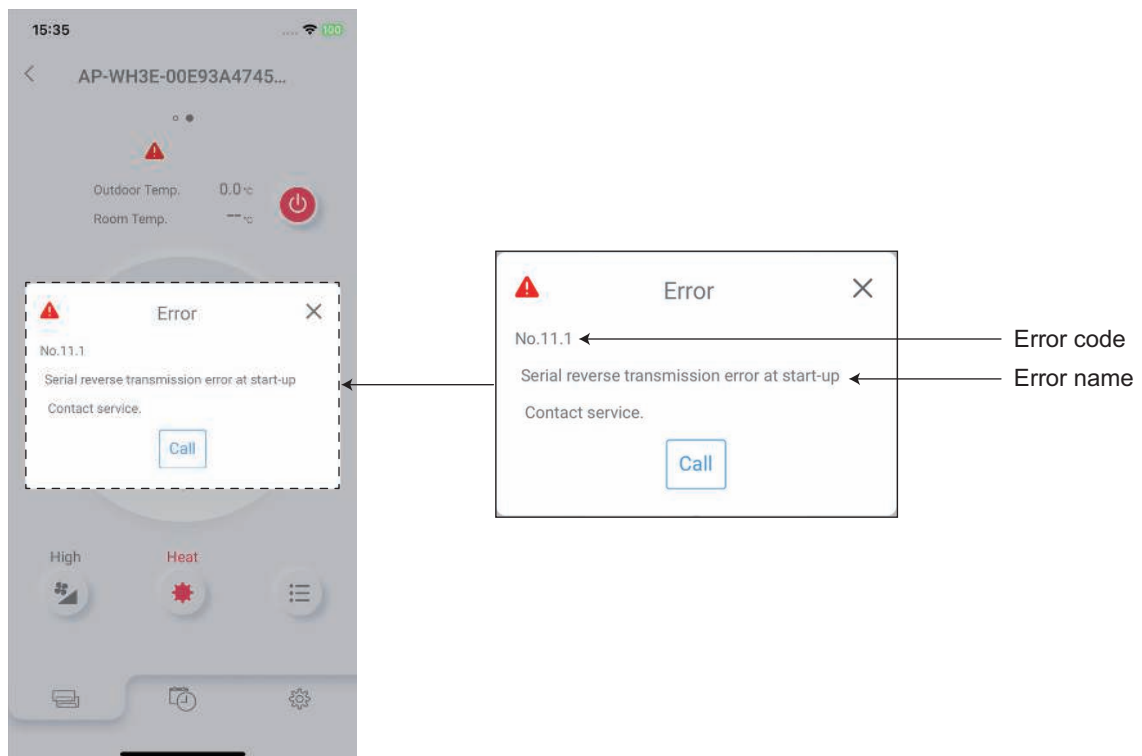 15:35
100
AP-WH3E-00E93A4745...
Outdoor Temp. 0.0 °C
Room Temp. -- °C
Error
No.11.1
Serial reverse transmission error at start-up
Contact service.
Call
High
Heat
Error
No.11.1
Serial reverse transmission error at start-up
Contact service.
Call
Error code
Error name